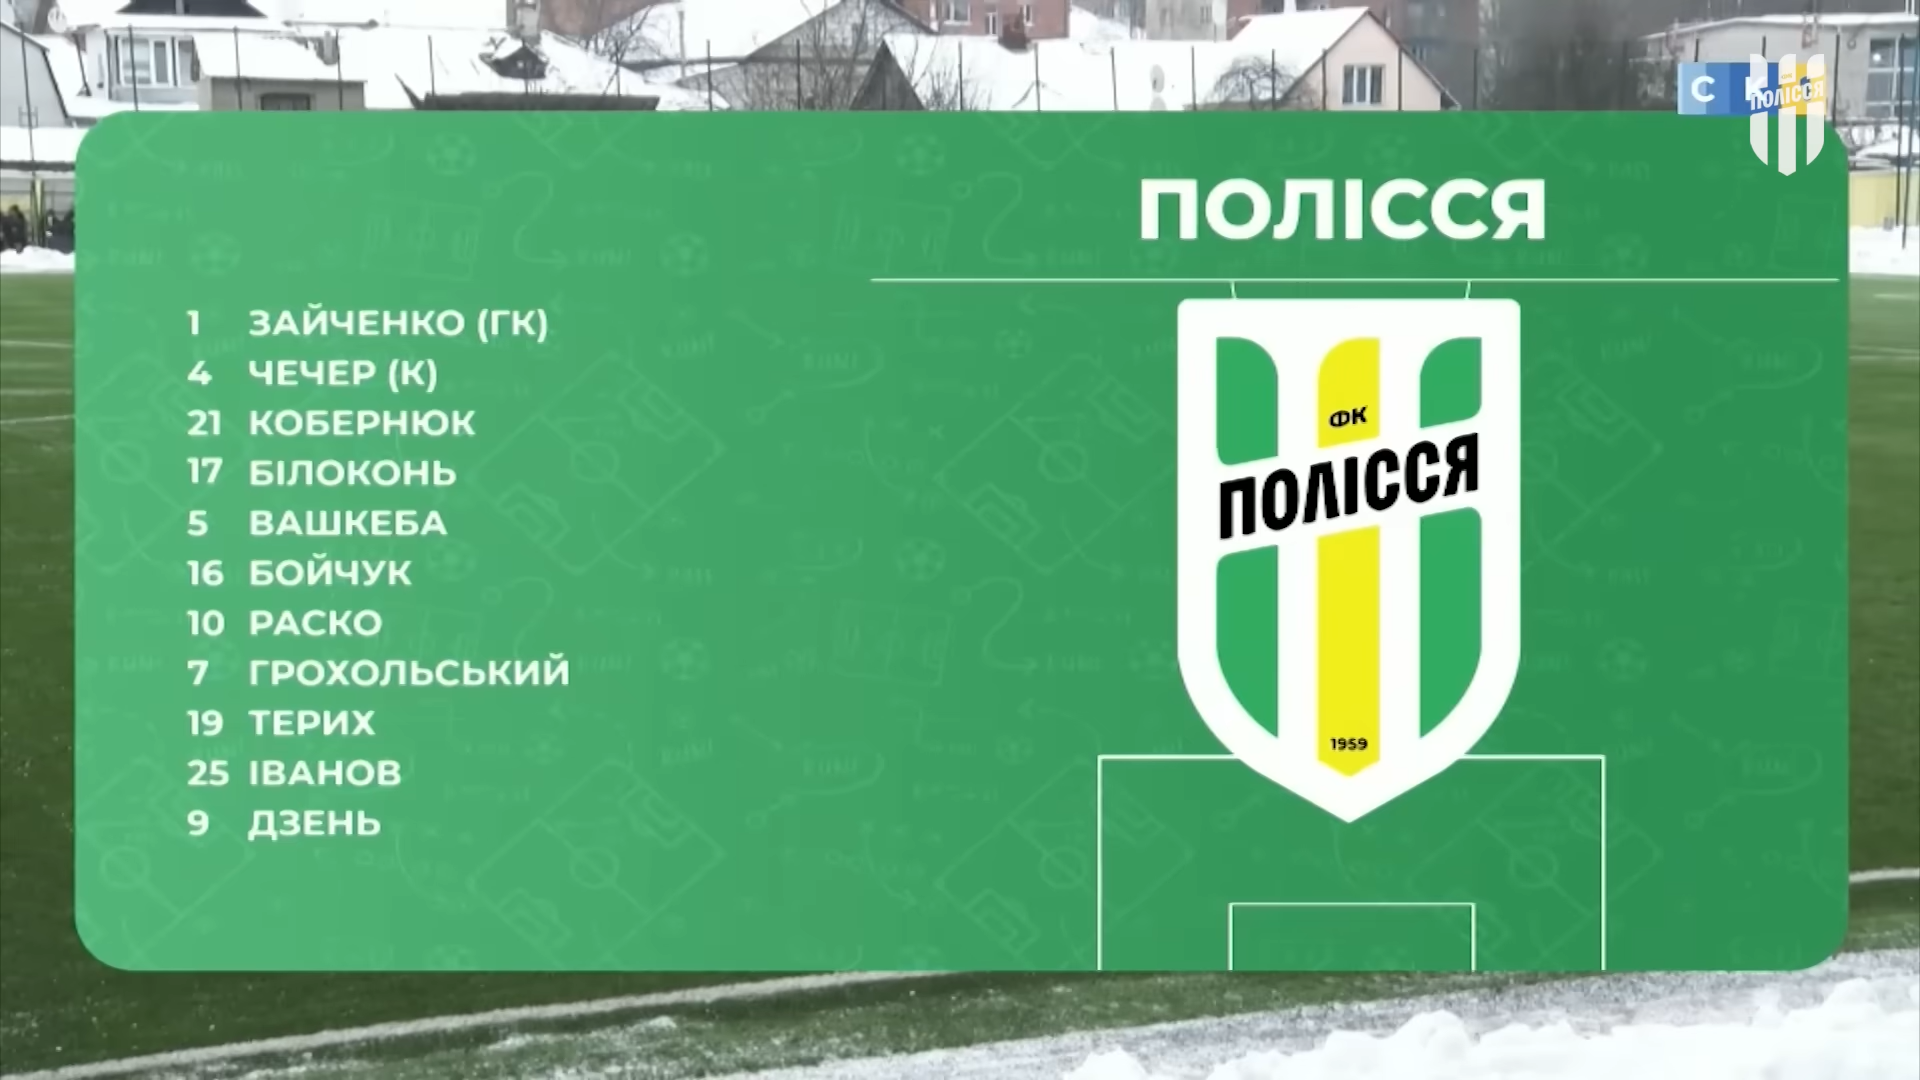 С К
ПОЛІССЯ
ПОЛІССЯ
1 ЗАЙЧЕНКО (ГК)
4 ЧЕЧЕР (К)
21 КОБЕРНЮК
17 БІЛОКОНЬ
5 ВАШКЕБА
16 БОЙЧУК
10 РАСКО
7 ГРОХОЛЬСЬКИЙ
19 ТЕРИХ
25 ІВАНОВ
9 ДЗЕНЬ
ФК
ПОЛІССЯ
1959